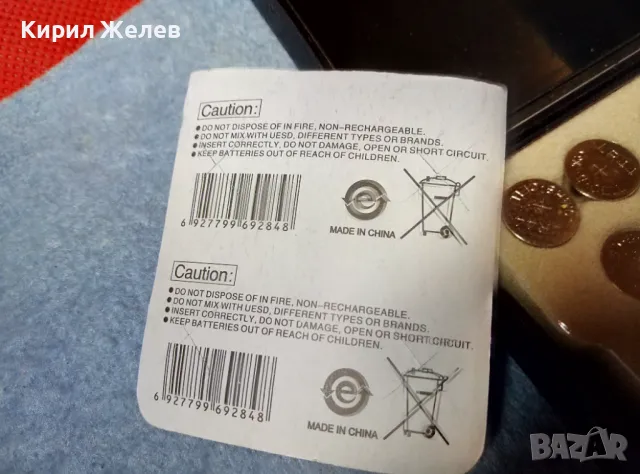 Кирил Желев
Caution:
• DO NOT DISPOSE OF IN FIRE, NON-RECHARGEABLE.
• DO NOT MIX WITH UESD, DIFFERENT TYPES OR BRANDS.
• INSERT CORRECTLY, DO NOT DAMAGE, OPEN OR SHORT CIRCUIT.
• KEEP BATTERIES OUT OF REACH OF CHILDREN.
6 927799 692848
e
MADE IN CHINA
Caution:
• DO NOT DISPOSE OF IN FIRE, NON-RECHARGEABLE.
• DO NOT MIX WITH UESD, DIFFERENT TYPES OR BRANDS.
• INSERT CORRECTLY, DO NOT DAMAGE, OPEN OR SHORT CIRCUIT.
• KEEP BATTERIES OUT OF REACH OF CHILDREN.
6 927799 692848
e
MADE IN CHINA
BAZAR